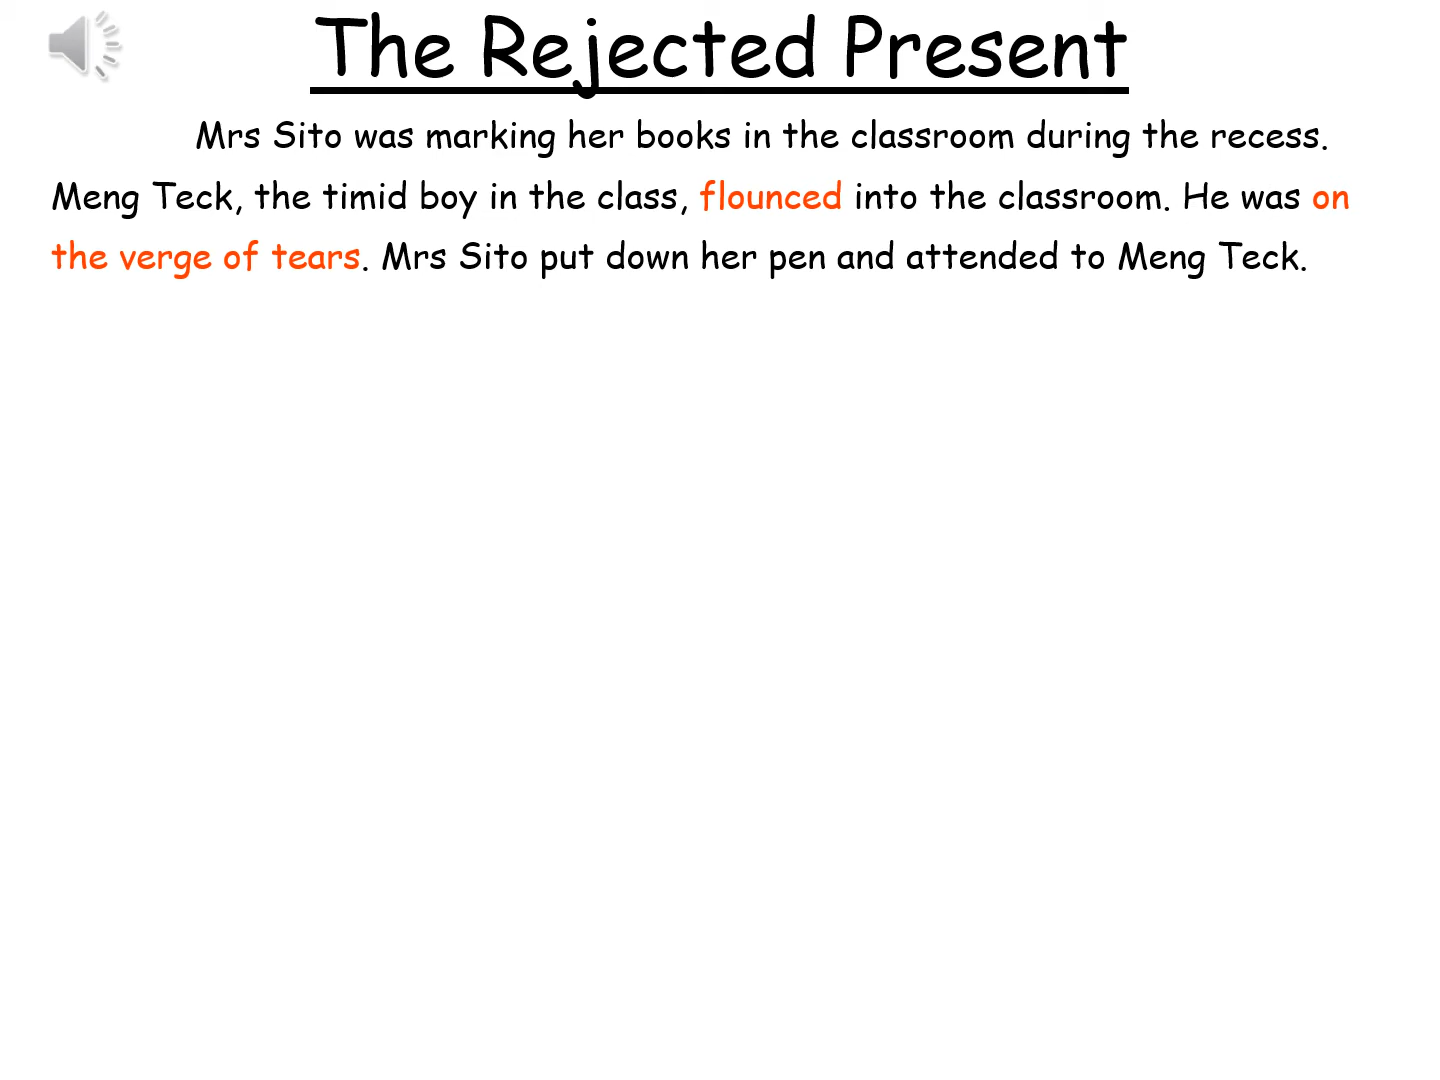 The Rejected Present
Mrs Sito was marking her books in the classroom during the recess.
Meng Teck, the timid boy in the class, flounced into the classroom. He was on
the verge of tears. Mrs Sito put down her pen and attended to Meng Teck.